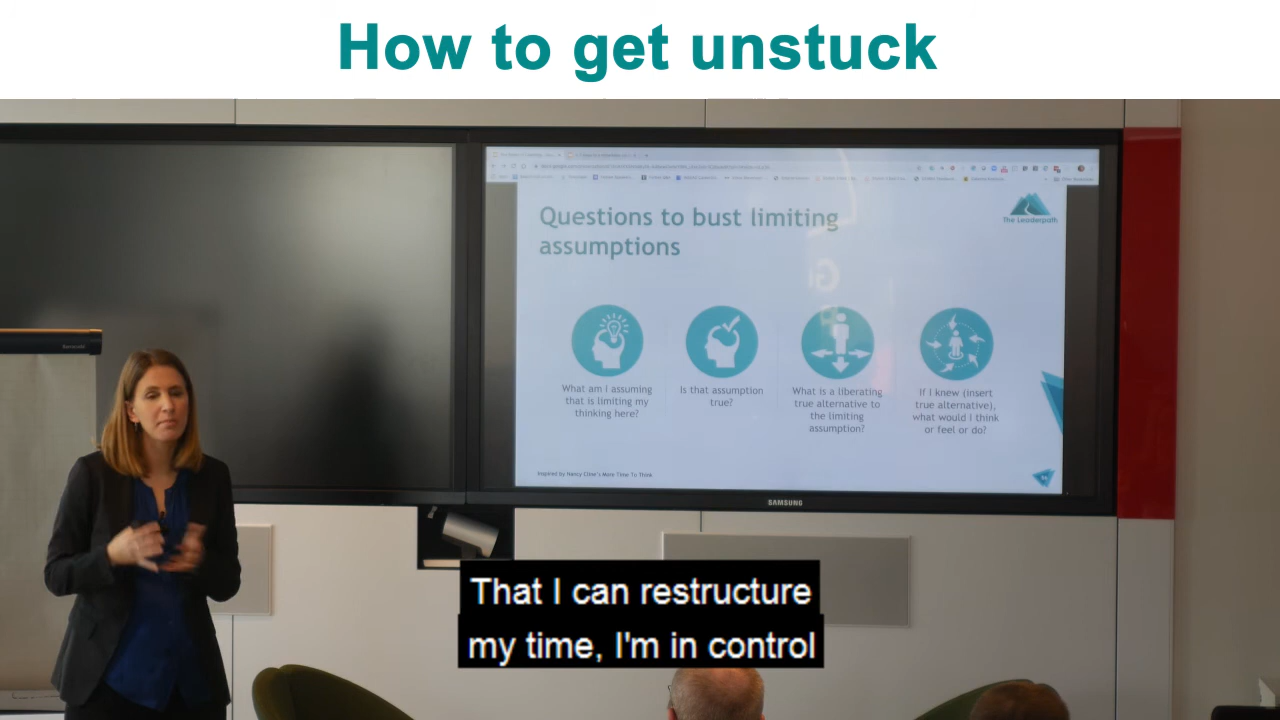 How to get unstuck
Questions to bust limiting
assumptions
The Leaderpath
What am I assuming
that is limiting my
thinking here?
Is that assumption
true?
What is a liberating
true alternative to
the limiting
assumption?
If I knew (insert
true alternative),
what would I think
or feel or do?
Inspired by Nancy Cline's More Time To Think
SAMSUNG
That I can restructure
my time, I'm in control